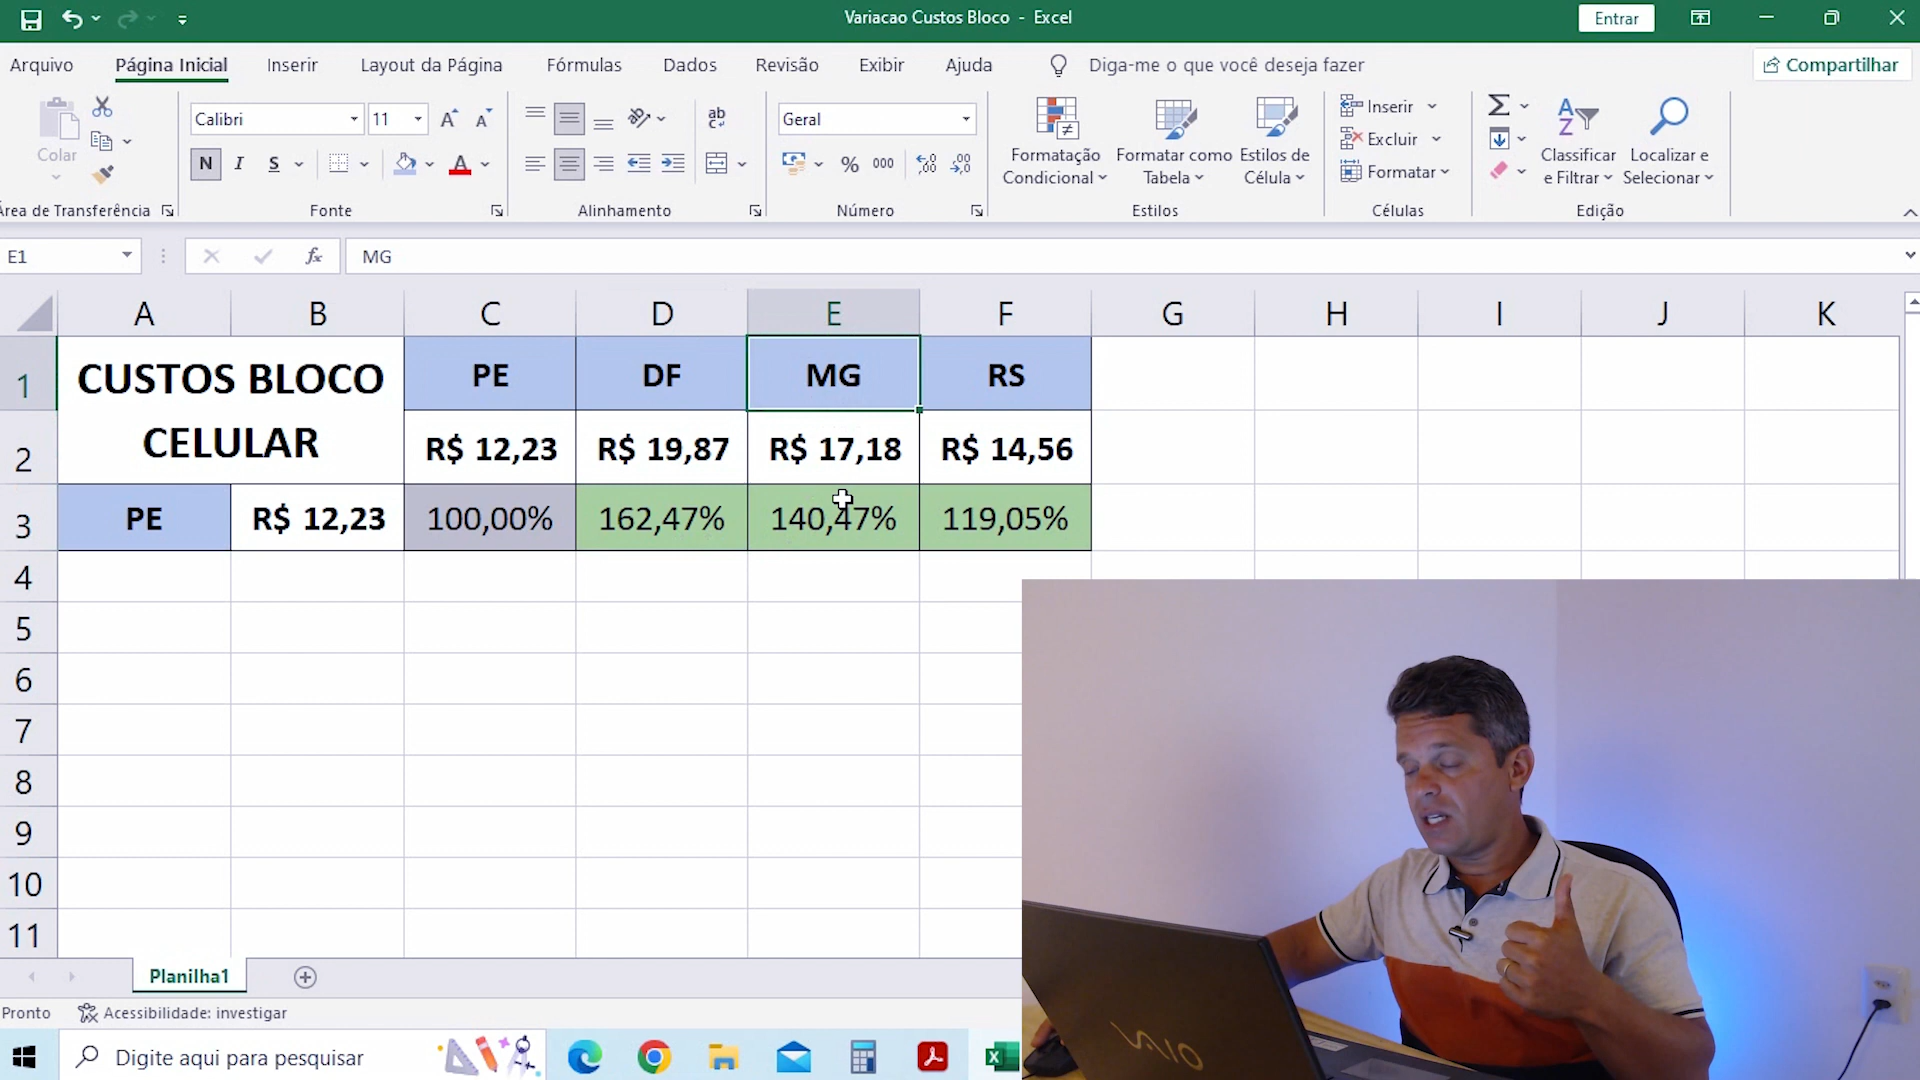 Variacao Custos Bloco - Excel
Entrar
Arquivo
Página Inicial
Inserir
Layout da Página
Fórmulas
Dados
Revisão
Exibir
Ajuda
Diga-me o que você deseja fazer
Compartilhar
Colar
Área de Transferência
Calibri
11
N I S
Fonte
ab
Alinhamento
Geral
% 000
Número
Formatação
Condicional
Formatar como
Tabela
Estilos de
Célula
Estilos
Inserir
Excluir
Formatar
Células
Classificar
e Filtrar
Localizar e
Selecionar
Edição
E1
fx
MG
A B C D E F G H I J K
1 CUSTOS BLOCO PE DF MG RS
2 CELULAR R$ 12,23 R$ 19,87 R$ 17,18 R$ 14,56
3 PE R$ 12,23 100,00% 162,47% 140,47% 119,05%
4
5
6
7
8
9
10
11
Planilha1
Pronto
Acessibilidade: investigar
Digite aqui para pesquisar
VAIO